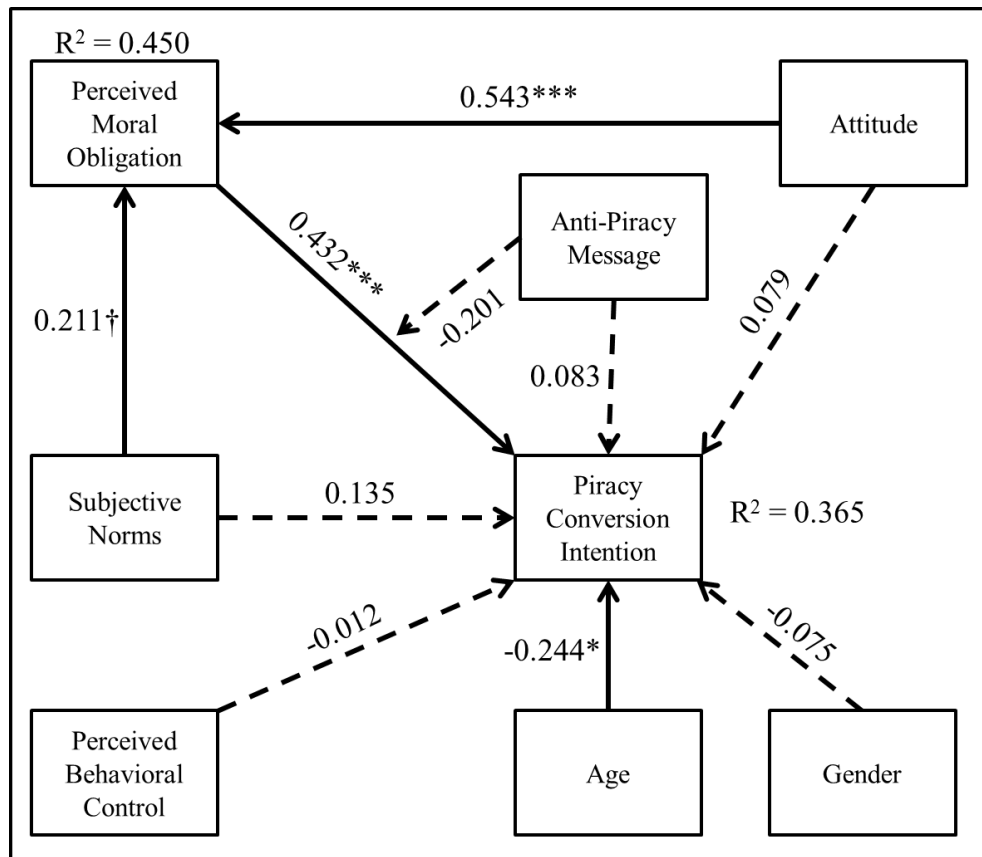 R² = 0.450
Perceived
Moral
Obligation
0.543***
Attitude
Anti-Piracy
Message
0.432***
-0.201
0.079
0.211†
0.083
Subjective
Norms
0.135
Piracy
Conversion
Intention
R² = 0.365
-0.012
-0.244*
-0.075
Perceived
Behavioral
Control
Age
Gender